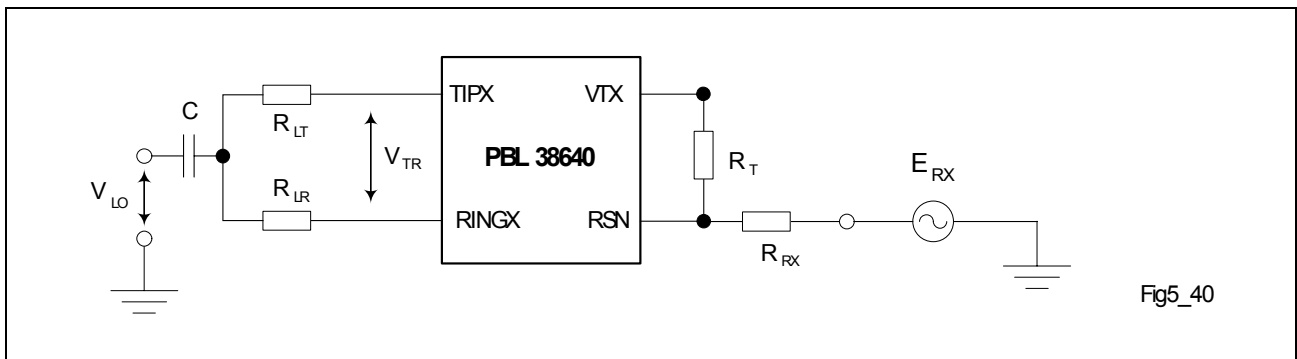 TIPX VTX
C
R LT
V TR
PBL 38640
R T
E RX
V LO
R LR
RINGX RSN
R RX
Fig5_40